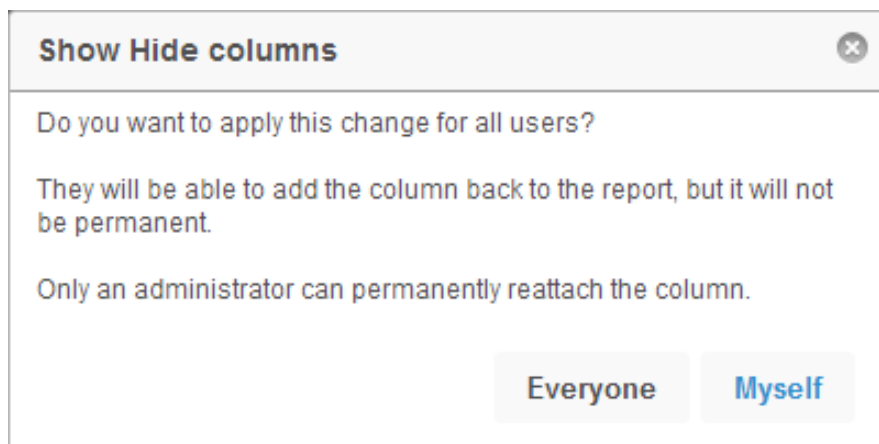 Show Hide columns
Do you want to apply this change for all users?
They will be able to add the column back to the report, but it will not
be permanent.
Only an administrator can permanently reattach the column.
Everyone Myself